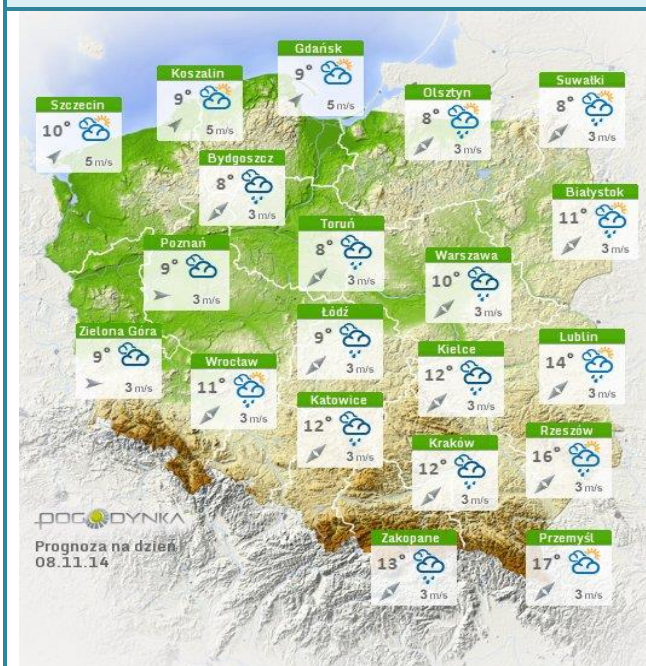 Gdańsk
9°
5 m/s
Koszalin
9°
5 m/s
Szczecin
10°
5 m/s
Olsztyn
8°
3 m/s
Suwałki
8°
3 m/s
Bydgoszcz
8°
3 m/s
Białystok
11°
3 m/s
Toruń
8°
3 m/s
Poznań
9°
3 m/s
Warszawa
10°
3 m/s
Łódź
9°
3 m/s
Zielona Góra
9°
3 m/s
Wrocław
11°
3 m/s
Kielce
12°
3 m/s
Lublin
14°
3 m/s
Katowice
12°
3 m/s
Kraków
12°
3 m/s
Rzeszów
16°
3 m/s
Zakopane
13°
3 m/s
Przemyśl
17°
3 m/s
POGODYNKA
Prognoza na dzień
08.11.14